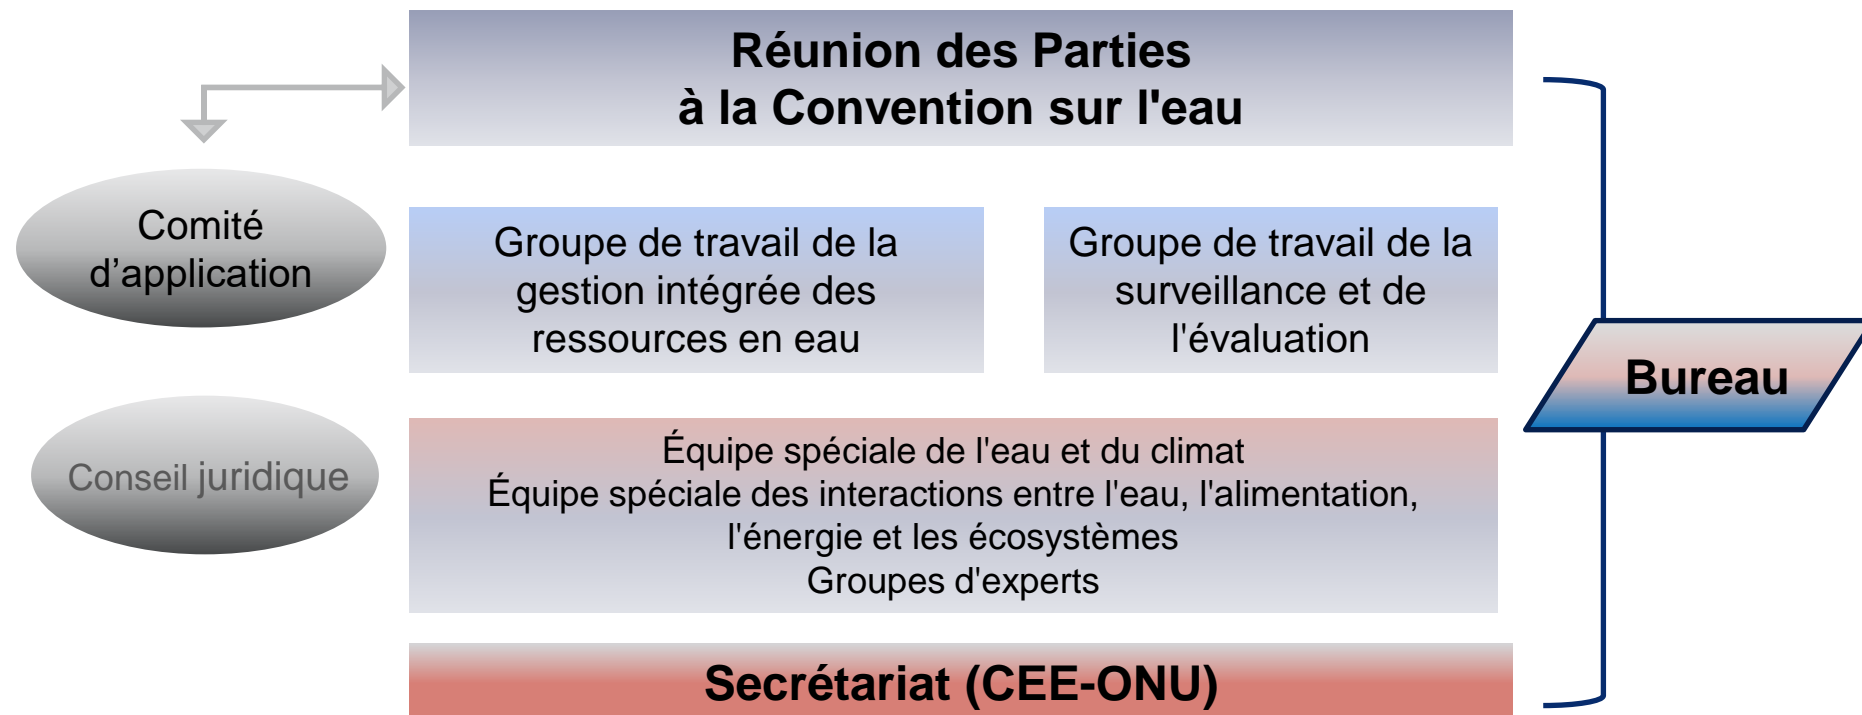 Réunion des Parties
à la Convention sur l'eau
Comité
d’application
Groupe de travail de la
gestion intégrée des
ressources en eau
Groupe de travail de la
surveillance et de
l'évaluation
Bureau
Conseil juridique
Équipe spéciale de l'eau et du climat
Équipe spéciale des interactions entre l'eau, l'alimentation,
l'énergie et les écosystèmes
Groupes d'experts
Secrétariat (CEE-ONU)